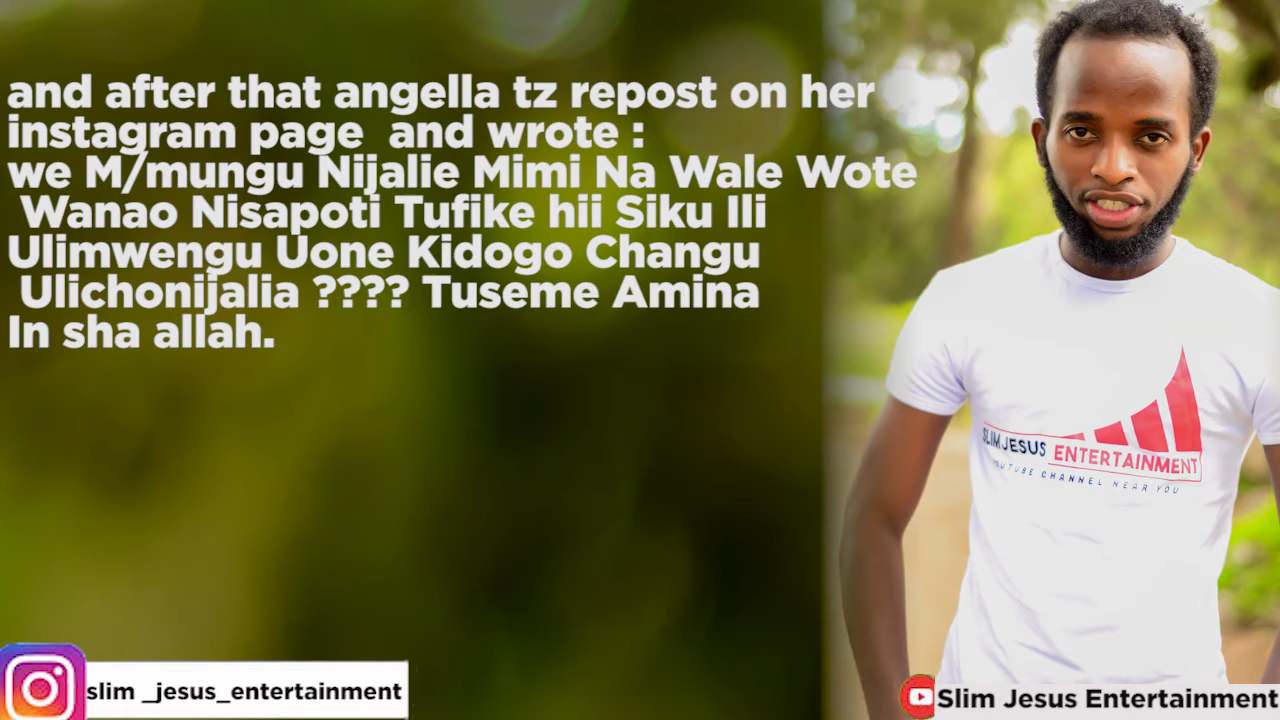 and after that angella tz repost on her
instagram page  and wrote :
we M/mungu Nijalie Mimi Na Wale Wote
Wanao Nisapoti Tufike hii Siku Ili
Ulimwengu Uone Kidogo Changu
Ulichonijalia ???? Tuseme Amina
In sha allah.
SLIM JESUS ENTERTAINMENT
YOUTUBE CHANNEL NEAR YOU
slim _jesus_entertainment
Slim Jesus Entertainment